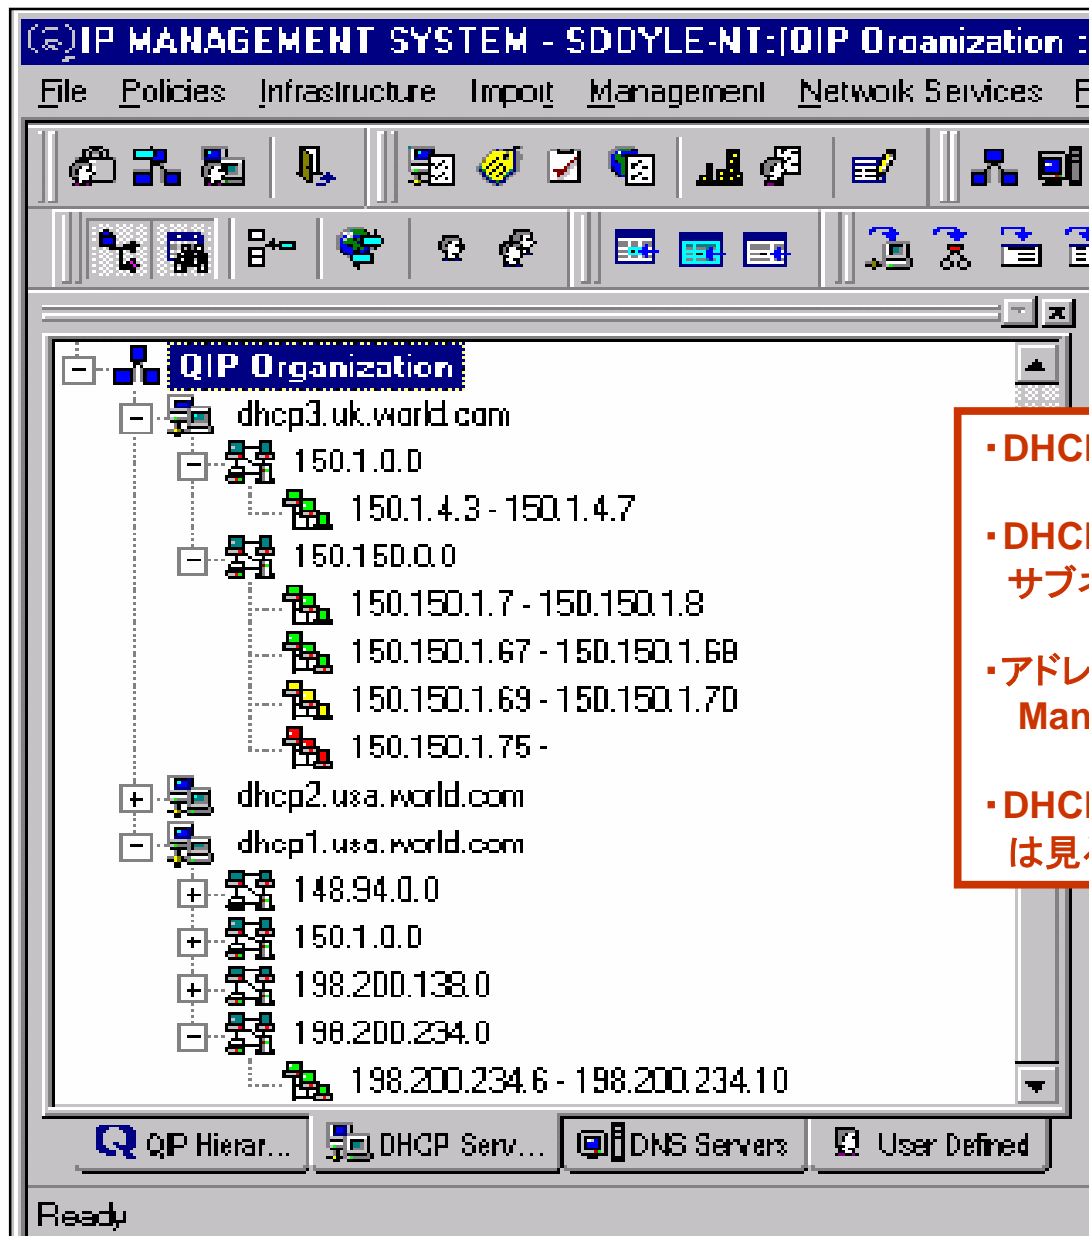 IP MANAGEMENT SYSTEM - SDDYLE-NT:[QIP Organization :
File Policies Infrastructure Import Management Network Services F
QIP Organization
dhcp3.uk.world.com
150.1.0.0
150.1.4.3 - 150.1.4.7
150.150.0.0
150.150.1.7 - 150.150.1.8
150.150.1.67 - 150.150.1.68
150.150.1.69 - 150.150.1.70
150.150.1.75 -
dhcp2.usa.world.com
dhcp1.usa.world.com
148.94.0.0
150.1.0.0
198.200.138.0
198.200.234.0
198.200.234.6 - 198.200.234.10
・DHC
・DHC
サブ
・アドレ
Man
・DHC
は見
QIP Hierar... DHCP Serv... DNS Servers User Defined
Ready